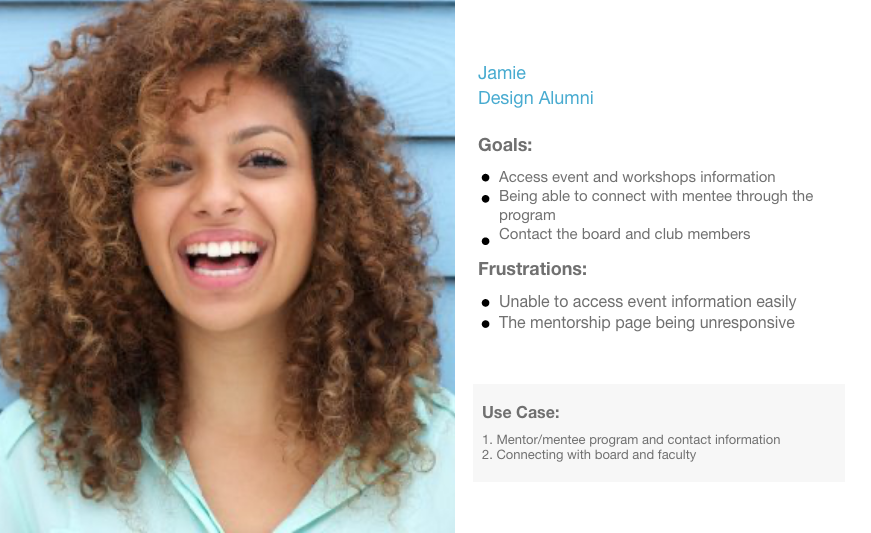 Jamie
Design Alumni
Goals:
● Access event and workshops information
● Being able to connect with mentee through the
program
● Contact the board and club members
Frustrations:
● Unable to access event information easily
● The mentorship page being unresponsive
Use Case:
1. Mentor/mentee program and contact information
2. Connecting with board and faculty